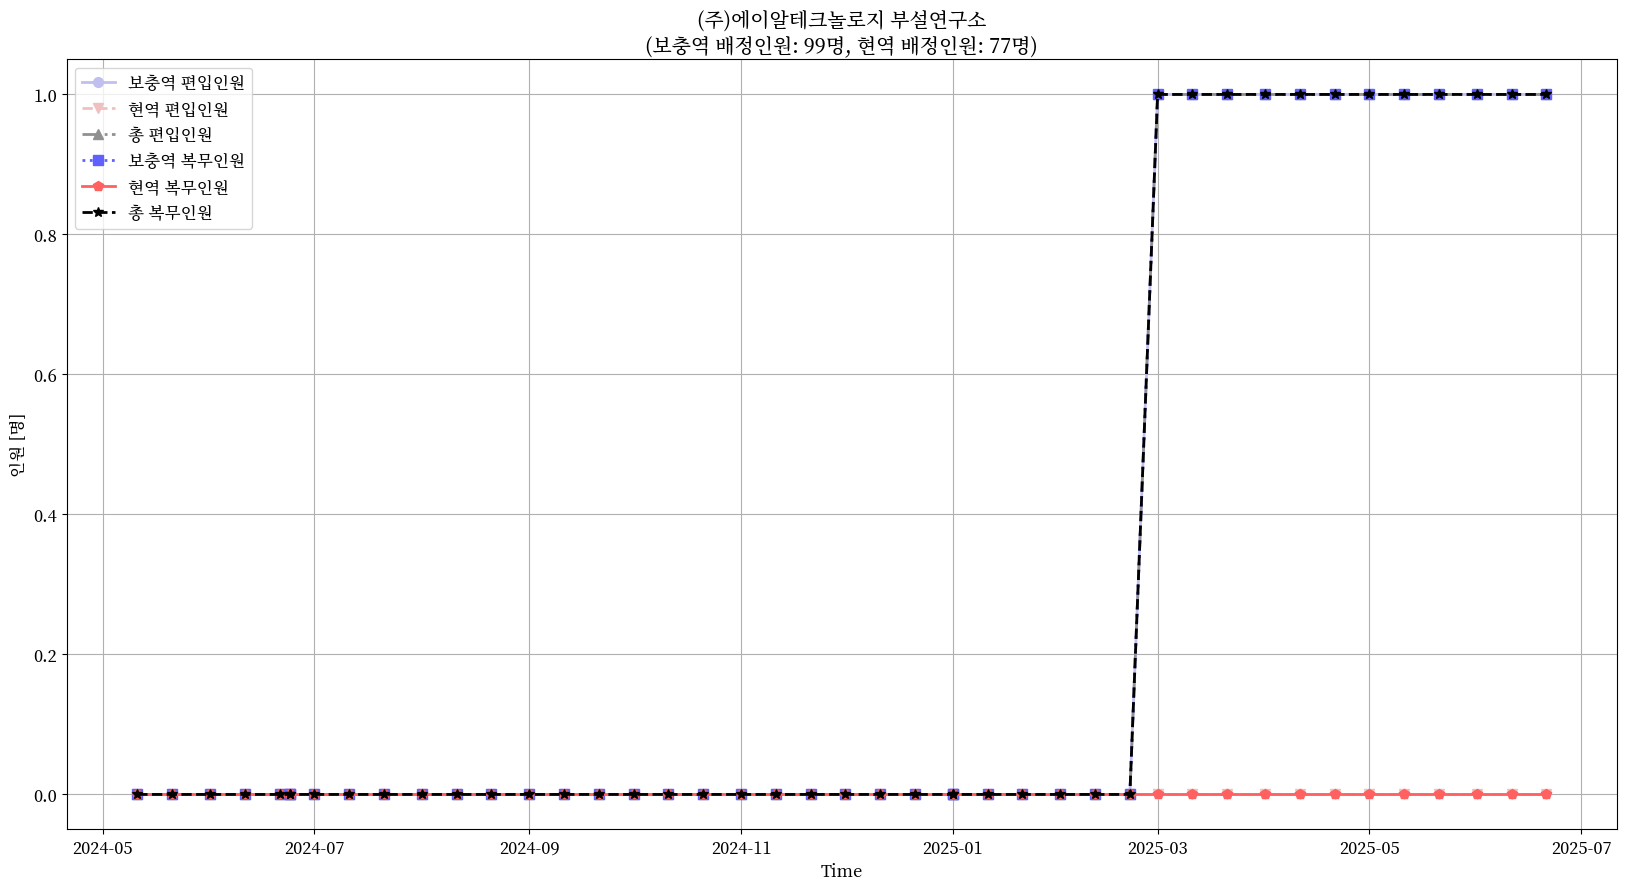 (주)에이알테크놀로지 부설연구소
(보충역 배정인원: 99명, 현역 배정인원: 77명)
보충역 편입인원
현역 편입인원
총 편입인원
보충역 복무인원
현역 복무인원
총 복무인원
1.0
0.8
0.6
0.4
0.2
0.0
인원 [명]
2024-05
2024-07
2024-09
2024-11
2025-01
2025-03
2025-05
2025-07
Time